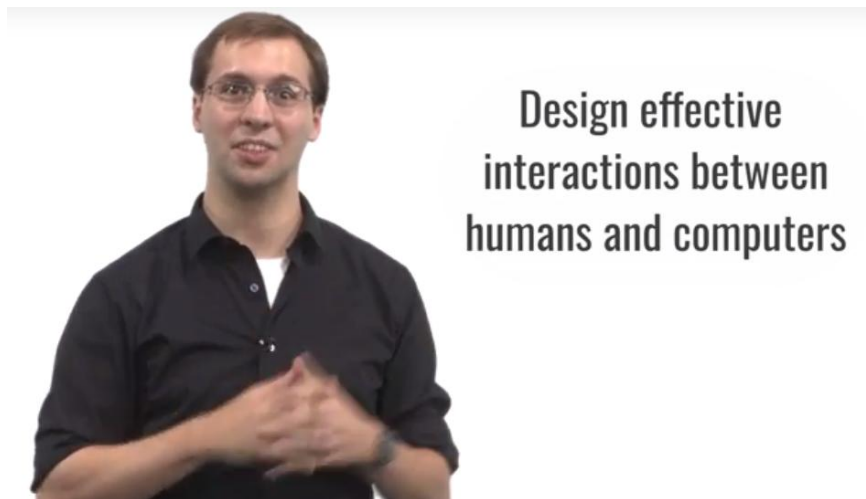 Design effective
interactions between
humans and computers